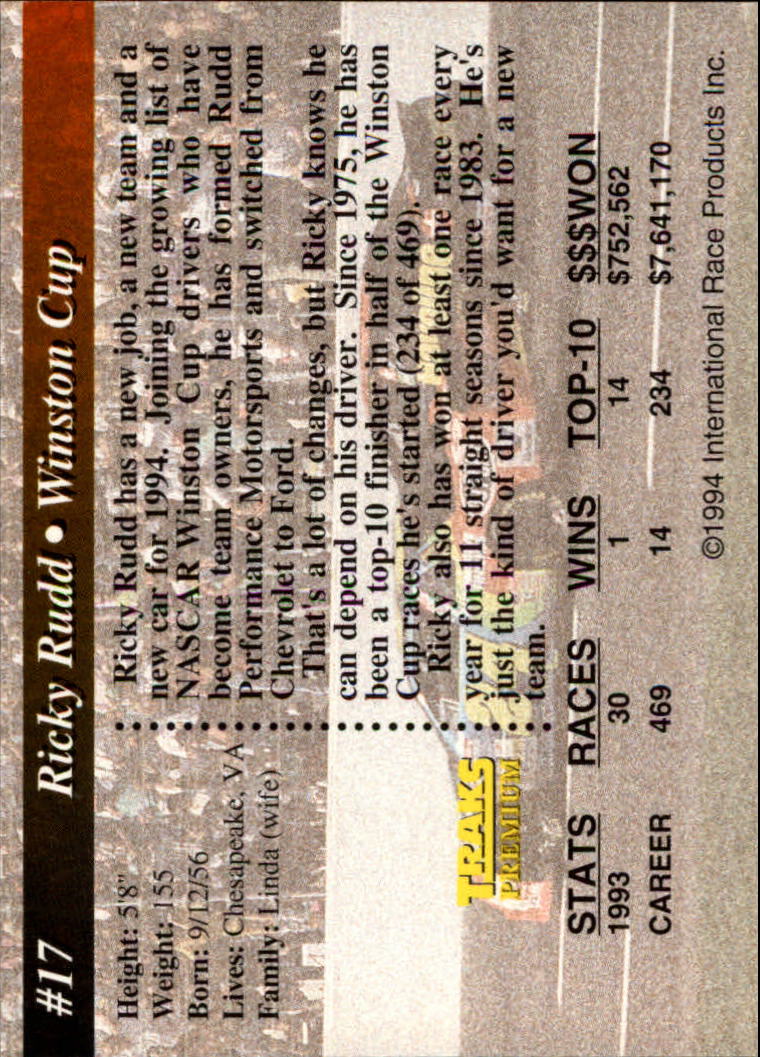 #17 Ricky Rudd • Winston Cup
Height: 5'8"
Weight: 155
Born: 9/12/56
Lives: Chesapeake, VA
Family: Linda (wife)
Ricky Rudd has a new job, a new team and a
new car for 1994. Joining the growing list of
NASCAR Winston Cup drivers who have
become team owners, he has formed Rudd
Performance Motorsports and switched from
Chevrolet to Ford.
That's a lot of changes, but Ricky knows he
can depend on his driver. Since 1975, he has
been a top-10 finisher in half of the Winston
Cup races he's started (234 of 469).
Ricky also has won at least one race every
year for 11 straight seasons since 1983. He's
just the kind of driver you'd want for a new
team.
TRAKS
PREMIUM
STATS RACES WINS TOP-10 $$$WON
1993 30 1 14 $752,562
CAREER 469 14 234 $7,641,170
©1994 International Race Products Inc.